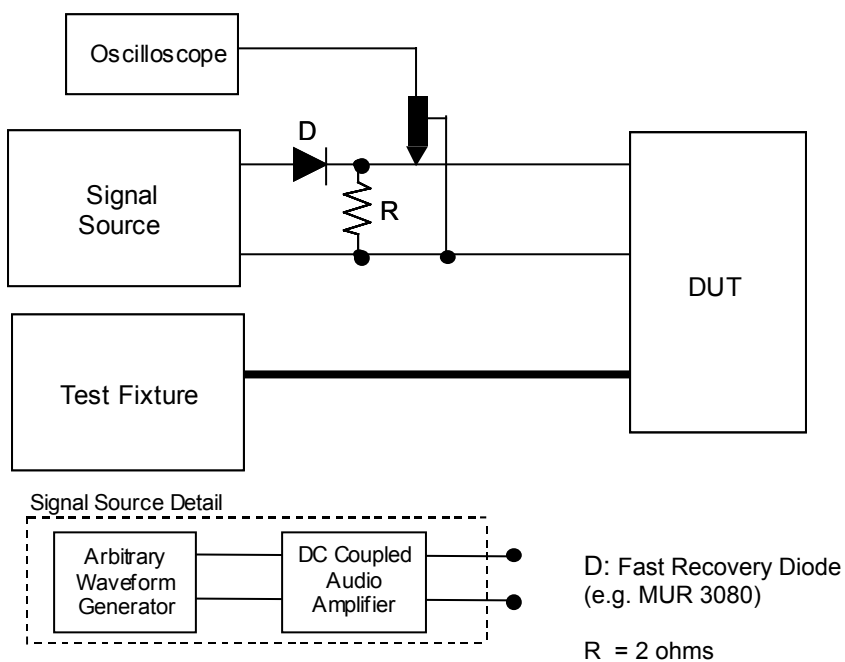 Oscilloscope
D
Signal
Source
R
DUT
Test Fixture
Signal Source Detail
Arbitrary
Waveform
Generator
DC Coupled
Audio
Amplifier
D: Fast Recovery Diode
(e.g. MUR 3080)
R = 2 ohms